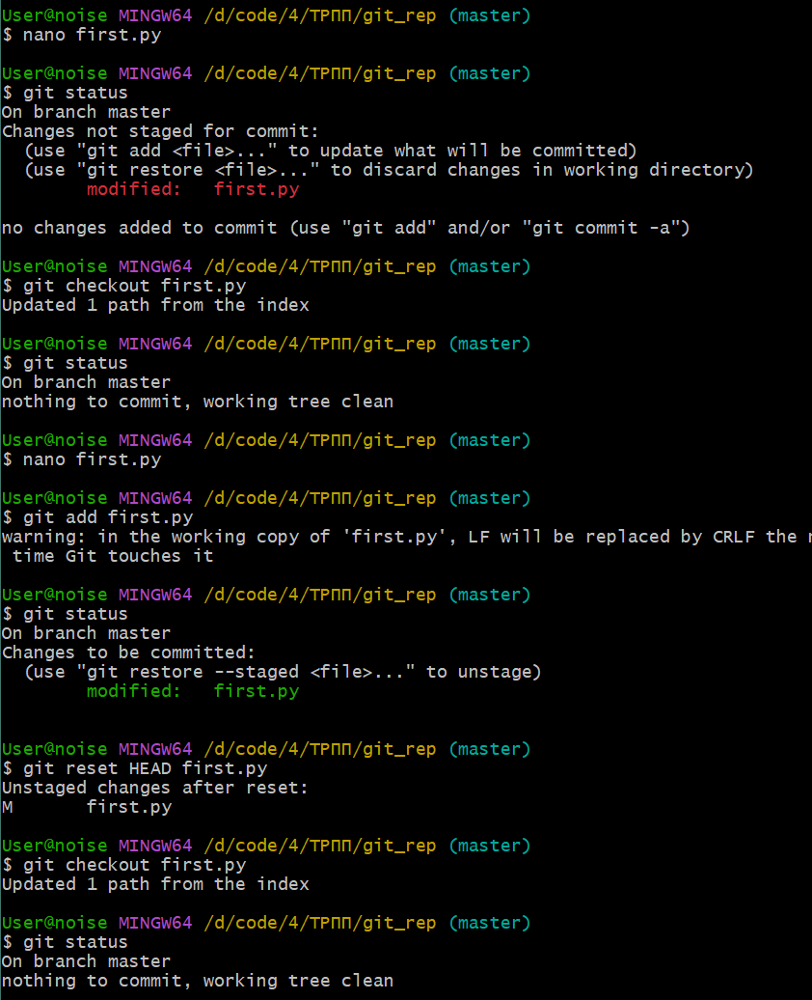 User@noise MINGW64 /d/code/4/ТРПП/git_rep (master)
$ nano first.py
User@noise MINGW64 /d/code/4/ТРПП/git_rep (master)
$ git status
On branch master
Changes not staged for commit:
  (use "git add <file>..." to update what will be committed)
  (use "git restore <file>..." to discard changes in working directory)
        modified:   first.py
no changes added to commit (use "git add" and/or "git commit -a")
User@noise MINGW64 /d/code/4/ТРПП/git_rep (master)
$ git checkout first.py
Updated 1 path from the index
User@noise MINGW64 /d/code/4/ТРПП/git_rep (master)
$ git status
On branch master
nothing to commit, working tree clean
User@noise MINGW64 /d/code/4/ТРПП/git_rep (master)
$ nano first.py
User@noise MINGW64 /d/code/4/ТРПП/git_rep (master)
$ git add first.py
warning: in the working copy of 'first.py', LF will be replaced by CRLF the
 time Git touches it
User@noise MINGW64 /d/code/4/ТРПП/git_rep (master)
$ git status
On branch master
Changes to be committed:
  (use "git restore --staged <file>..." to unstage)
        modified:   first.py
User@noise MINGW64 /d/code/4/ТРПП/git_rep (master)
$ git reset HEAD first.py
Unstaged changes after reset:
M       first.py
User@noise MINGW64 /d/code/4/ТРПП/git_rep (master)
$ git checkout first.py
Updated 1 path from the index
User@noise MINGW64 /d/code/4/ТРПП/git_rep (master)
$ git status
On branch master
nothing to commit, working tree clean